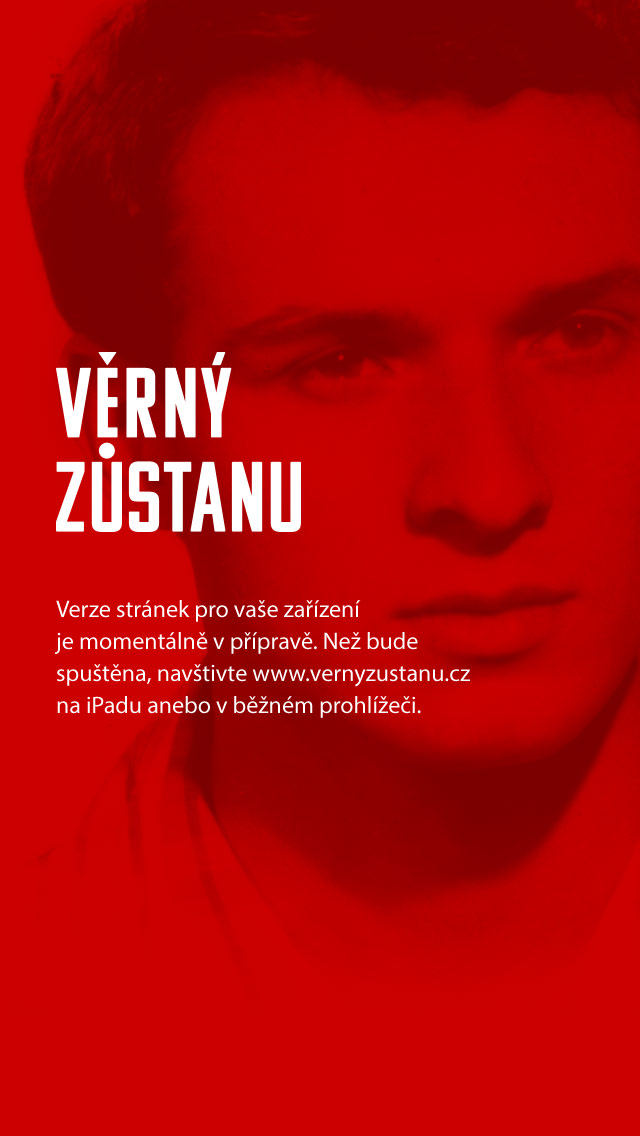 VĚRNÝ
ZŮSTANU
Verze stránek pro vaše zařízení
je momentálně v přípravě. Než bude
spuštěna, navštivte www.vernyzustanu.cz
na iPadu anebo v běžném prohlížeči.